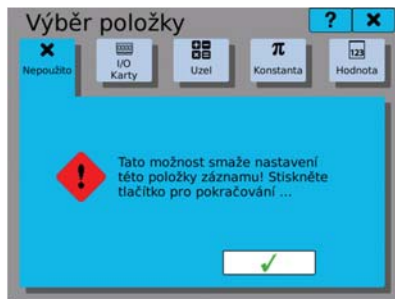 Výběr položky
?
Nepoužito
I/O
Karty
Uzel
π
Konstanta
123
Hodnota
Tato možnost smaže nastavení
této položky záznamu! Stiskněte
tlačítko pro pokračování ...